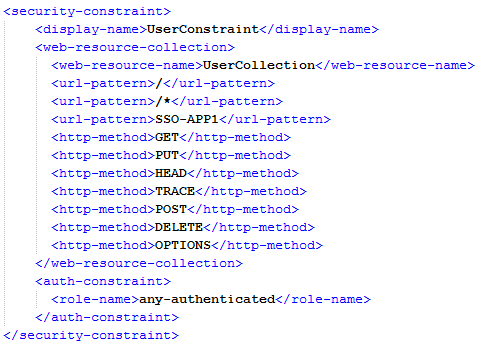 <security-constraint>
<display-name>UserConstraint</display-name>
<web-resource-collection>
<web-resource-name>UserCollection</web-resource-name>
<url-pattern>/</url-pattern>
<url-pattern>/*</url-pattern>
<url-pattern>SSO-APP1</url-pattern>
<http-method>GET</http-method>
<http-method>PUT</http-method>
<http-method>HEAD</http-method>
<http-method>TRACE</http-method>
<http-method>POST</http-method>
<http-method>DELETE</http-method>
<http-method>OPTIONS</http-method>
</web-resource-collection>
<auth-constraint>
<role-name>any-authenticated</role-name>
</auth-constraint>
</security-constraint>